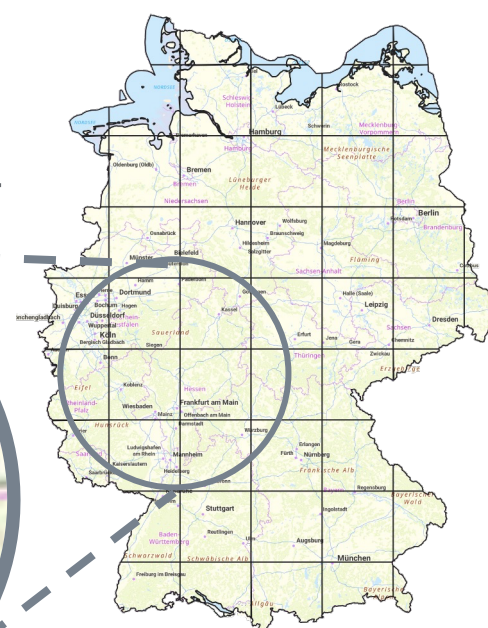 NORDSEE
NORDSEE
Rostock
Schleswig
Holstein
Lübeck
Schwerin
Mecklenburg
Vorpommern
Bremerhaven
Hamburg
Hamburg
Mecklenburgische
Seenplatte
Oldenburg (Oldb)
Bremen
Bremen
Lüneburger
Heide
Niedersachsen
Berlin
Berlin
Potsdam
Brandenburg
Hannover
Wolfsburg
Braunschweig
Osnabrück
Hildesheim
Salzgitter
Magdeburg
Münster
Bielefeld
Fläming
Sachsen-Anhalt
Cottbus
Hamm
Paderborn
Göttingen
Halle (Saale)
Leipzig
Dortmund
Bochum
Hagen
Duisburg
Düsseldorf
Wuppertal
Kassel
Dresden
Sachsen
nchengladbach
Köln
Bergisch Gladbach
Sauerland
Siegen
Erfurt
Jena
Gera
Chemnitz
Zwickau
Thüringen
Erzgebirge
Bonn
Eifel
Koblenz
Hessen
Rheinland-
Pfalz
Wiesbaden
Frankfurt am Main
Offenbach am Main
Mainz
Darmstadt
Hunsrück
Würzburg
Erlangen
Fürth
Nürnberg
Ludwigshafen
am Rhein
Mannheim
Kaiserslautern
Heidelberg
Saarbrücken
Fränkische Alb
Bayern
Regensburg
Bayerischer
Wald
Stuttgart
Ingolstadt
Baden-
Württemberg
Reutlingen
Ulm
Augsburg
München
Schwarzwald
Schwäbische Alb
Freiburg im Breisgau
Allgäu